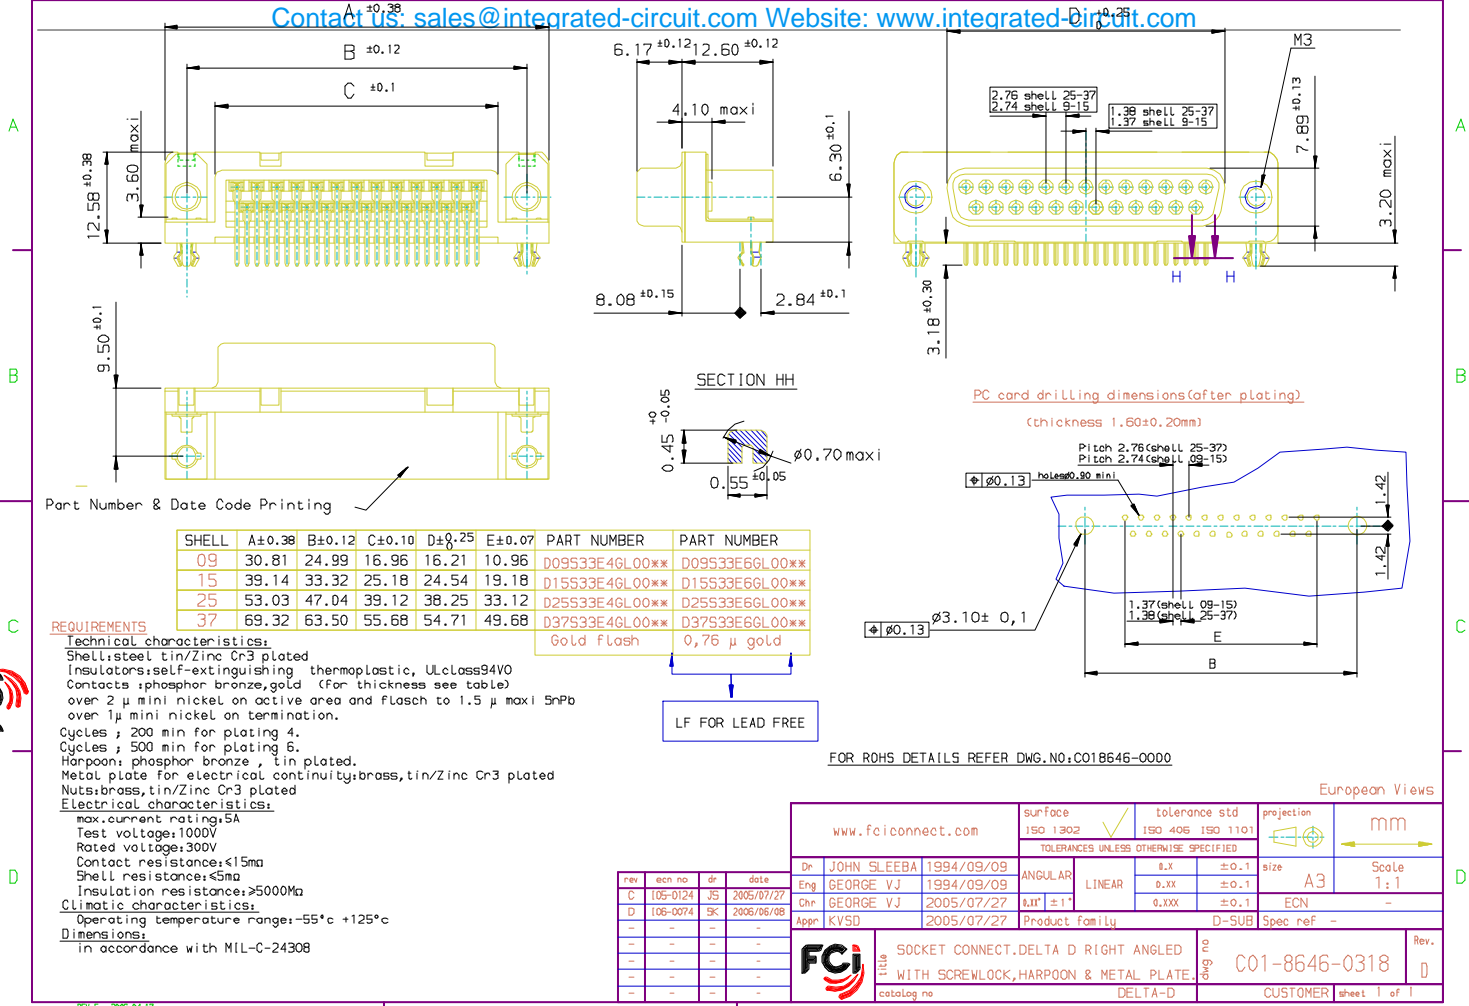 Contact us: sales@integrated-circuit.com Website: www.integrated-circuit.com
A ±0.38
B ±0.12
C ±0.1
12.58 ±0.38
3.60 maxi
6.17 ±0.12
12.60 ±0.12
4.10 maxi
6.30 ±0.1
8.08 ±0.15
2.84 ±0.1
D ±0.25
0
M3
2.76 shell 25-37
2.74 shell 9-15
1.38 shell 25-37
1.37 shell 9-15
7.89 ±0.13
3.20 maxi
3.18 ±0.30
H H
A
B
C
D
A
B
C
D
9.50 ±0.1
Part Number & Date Code Printing
SECTION HH
+0
-0.05
0.45
0.55 ±0.05
ø0.70 maxi
PC card drilling dimensions(after plating)
(thickness 1.60±0.20mm)
Pitch 2.76(shell 25-37)
Pitch 2.74(shell 09-15)
ø0.13
holesø0.90 mini
1.42
1.42
ø3.10± 0,1
ø0.13
1.37(shell 09-15)
1.38(shell 25-37)
E
B
SHELL A±0.38 B±0.12 C±0.10 D±0.25 0 E±0.07 PART NUMBER PART NUMBER
09 30.81 24.99 16.96 16.21 10.96 D09S33E4GL00** D09S33E6GL00**
15 39.14 33.32 25.18 24.54 19.18 D15S33E4GL00** D15S33E6GL00**
25 53.03 47.04 39.12 38.25 33.12 D25S33E4GL00** D25S33E6GL00**
37 69.32 63.50 55.68 54.71 49.68 D37S33E4GL00** D37S33E6GL00**
Gold flash 0,76 µ gold
LF FOR LEAD FREE
REQUIREMENTS
Technical characteristics:
Shell:steel tin/Zinc Cr3 plated
Insulators:self-extinguishing thermoplastic, ULclass94V0
Contacts :phosphor bronze,gold (for thickness see table)
over 2 µ mini nickel on active area and flasch to 1.5 µ maxi SnPb
over 1µ mini nickel on termination.
Cycles ; 200 min for plating 4.
Cycles ; 500 min for plating 6.
Harpoon: phosphor bronze , tin plated.
Metal plate for electrical continuity:brass,tin/Zinc Cr3 plated
Nuts:brass,tin/Zinc Cr3 plated
Electrical characteristics:
max.current rating:5A
Test voltage:1000V
Rated voltage:300V
Contact resistance:≤15mΩ
Shell resistance:≤5mΩ
Insulation resistance:≥5000MΩ
Climatic characteristics:
Operating temperature range:-55°c +125°c
Dimensions:
in accordance with MIL-C-24308
FOR ROHS DETAILS REFER DWG.NO:C018646-0000
European Views
rev ecn no dr date
C I05-0124 JS 2005/07/27
D I06-0074 SK 2006/06/08
- - - -
- - - -
- - - -
- - - -
- - - -
www.fciconnect.com
surface
ISO 1302
tolerance std
ISO 406 ISO 1101
projection
mm
TOLERANCES UNLESS OTHERWISE SPECIFIED
Dr JOHN SLEEBA 1994/09/09
Eng GEORGE VJ 1994/09/09
Chr GEORGE VJ 2005/07/27
Appr KVSD 2005/07/27
ANGULAR
0.XX° ±1°
LINEAR
0.X ±0.1
0.XX ±0.1
0.XXX ±0.1
size A3
Scale
1:1
ECN -
Product family D-SUB
Spec ref -
FCi
title
SOCKET CONNECT.DELTA D RIGHT ANGLED
WITH SCREWLOCK,HARPOON & METAL PLATE.
dwg no
C01-8646-0318
Rev.
D
catalog no DELTA-D CUSTOMER sheet 1 of 1